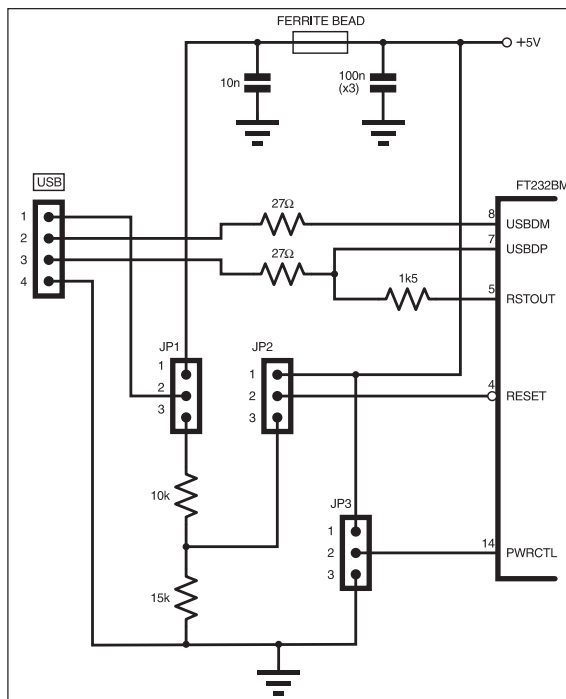 FERRITE BEAD
+5V
10n
100n
(x3)
USB
FT232BM
1
2
3
4
27Ω
27Ω
8
USBDM
7
USBDP
1k5
5
RSTOUT
JP1
1
2
3
JP2
1
2
3
4
RESET
10k
JP3
1
2
3
14
PWRCTL
15k